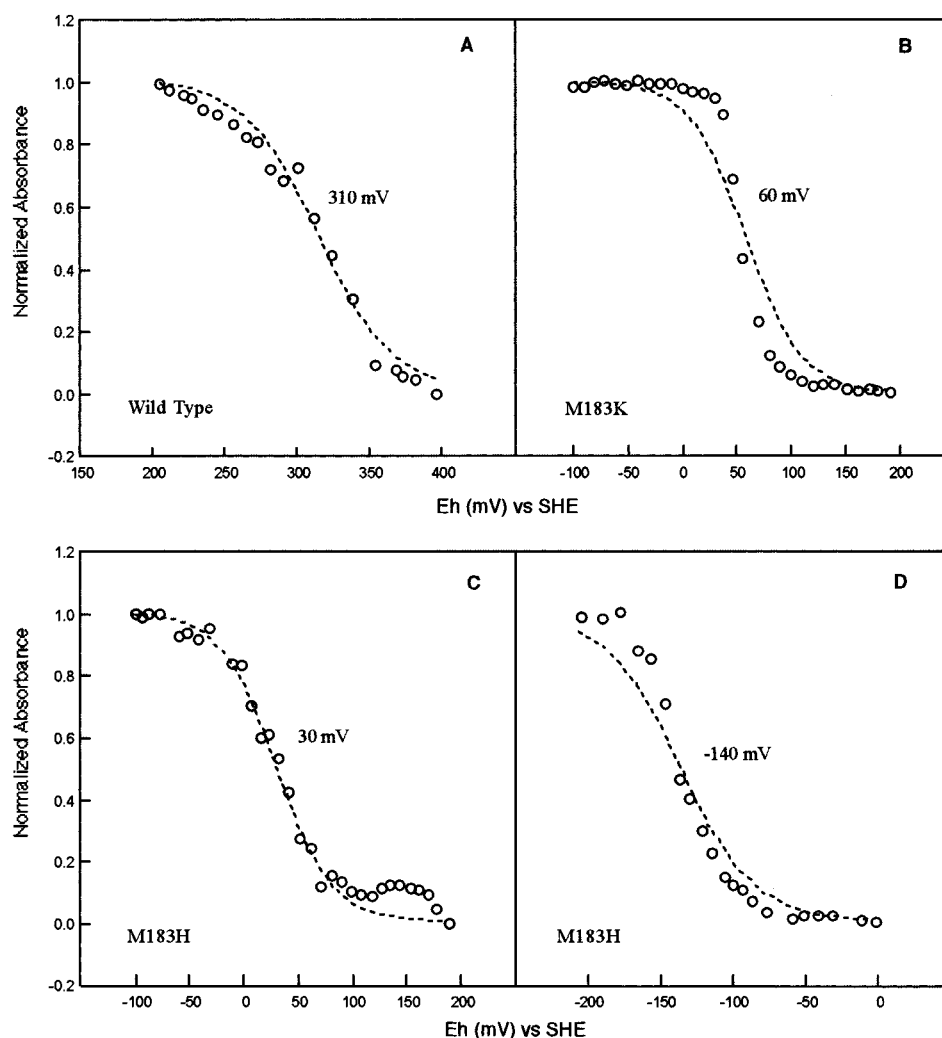 1.2
1.0
0.8
0.6
0.4
0.2
0.0
-0.2
Normalized Absorbance
A
310 mV
Wild Type
B
60 mV
M183K
150 200 250 300 350 400
-100 -50 0 50 100 150 200
Eh (mV) vs SHE
1.2
1.0
0.8
0.6
0.4
0.2
0.0
-0.2
Normalized Absorbance
C
30 mV
M183H
D
-140 mV
M183H
-100 -50 0 50 100 150 200
-200 -150 -100 -50 0
Eh (mV) vs SHE